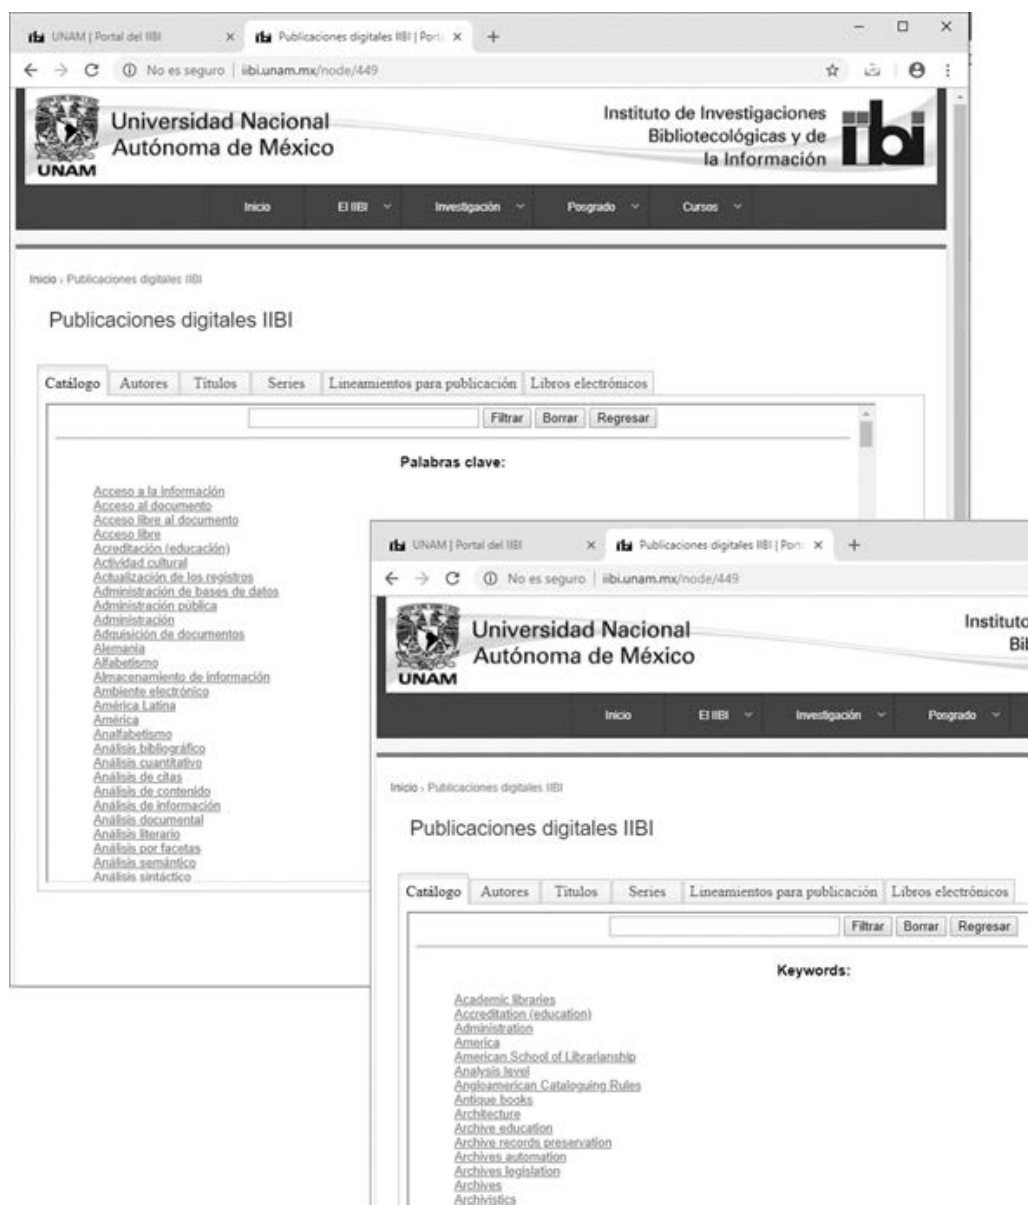 UNAM | Portal del IIBI
Publicaciones digitales IIBI | Port
No es seguro | iibi.unam.mx/node/449
UNAM
Universidad Nacional
Autónoma de México
Instituto de Investigaciones
Bibliotecológicas y de
la Información
iibi
Inicio El IIBI Investigación Posgrado Cursos
Inicio › Publicaciones digitales IIBI
Publicaciones digitales IIBI
Catálogo Autores Títulos Series Lineamientos para publicación Libros electrónicos
Filtrar Borrar Regresar
Palabras clave:
Acceso a la información
Acceso al documento
Acceso libre al documento
Acceso libre
Acreditación (educación)
Actividad cultural
Actualización de los registros
Administración de bases de datos
Administración pública
Administración
Adquisición de documentos
Alemania
Alfabetismo
Almacenamiento de información
Ambiente electrónico
América Latina
América
Analfabetismo
Análisis bibliográfico
Análisis cuantitativo
Análisis de citas
Análisis de contenido
Análisis de información
Análisis documental
Análisis literario
Análisis por facetas
Análisis semántico
Análisis sintáctico
UNAM | Portal del IIBI
Publicaciones digitales IIBI | Port
No es seguro | iibi.unam.mx/node/449
UNAM
Universidad Nacional
Autónoma de México
Instituto
Bil
Inicio El IIBI Investigación Posgrado
Inicio › Publicaciones digitales IIBI
Publicaciones digitales IIBI
Catálogo Autores Títulos Series Lineamientos para publicación Libros electrónicos
Filtrar Borrar Regresar
Keywords:
Academic libraries
Accreditation (education)
Administration
America
American School of Librarianship
Analysis level
Angloamerican Cataloguing Rules
Antique books
Architecture
Archive education
Archive records preservation
Archives automation
Archives legislation
Archives
Archivistics